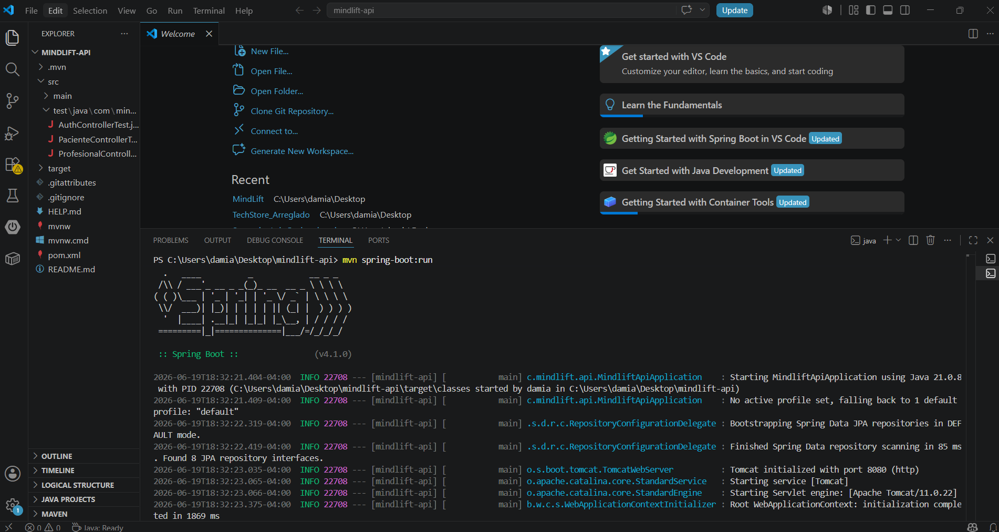 File Edit Selection View Go Run Terminal Help
mindlift-api
Update
EXPLORER
Welcome
MINDLIFT-API
.mvn
src
main
test\java\com\min...
AuthControllerTest.j...
PacienteControllerT...
ProfesionalControll...
target
.gitattributes
.gitignore
HELP.md
mvnw
mvnw.cmd
pom.xml
README.md
OUTLINE
TIMELINE
LOGICAL STRUCTURE
JAVA PROJECTS
MAVEN
New File...
Open File...
Open Folder...
Clone Git Repository...
Connect to...
Generate New Workspace...
Recent
MindLift C:\Users\damia\Desktop
TechStore_Arreglado C:\Users\damia\Desktop
Get started with VS Code
Customize your editor, learn the basics, and start coding
Learn the Fundamentals
Getting Started with Spring Boot in VS Code Updated
Get Started with Java Development Updated
Getting Started with Container Tools Updated
PROBLEMS OUTPUT DEBUG CONSOLE TERMINAL PORTS
java
PS C:\Users\damia\Desktop\mindlift-api> mvn spring-boot:run
Spring
:: Spring Boot :: (v4.1.0)
2026-06-19T18:32:21.404-04:00 INFO 22708 --- [mindlift-api] [ main] c.mindlift.api.MindliftApiApplication : Starting MindliftApiApplication using Java 21.0.8
with PID 22708 (C:\Users\damia\Desktop\mindlift-api\target\classes started by damia in C:\Users\damia\Desktop\mindlift-api)
2026-06-19T18:32:21.409-04:00 INFO 22708 --- [mindlift-api] [ main] c.mindlift.api.MindliftApiApplication : No active profile set, falling back to 1 default
profile: "default"
2026-06-19T18:32:22.319-04:00 INFO 22708 --- [mindlift-api] [ main] .s.d.r.c.RepositoryConfigurationDelegate : Bootstrapping Spring Data JPA repositories in DEF
AULT mode.
2026-06-19T18:32:22.419-04:00 INFO 22708 --- [mindlift-api] [ main] .s.d.r.c.RepositoryConfigurationDelegate : Finished Spring Data repository scanning in 85 ms
. Found 8 JPA repository interfaces.
2026-06-19T18:32:23.035-04:00 INFO 22708 --- [mindlift-api] [ main] o.s.boot.tomcat.TomcatWebServer : Tomcat initialized with port 8080 (http)
2026-06-19T18:32:23.065-04:00 INFO 22708 --- [mindlift-api] [ main] o.apache.catalina.core.StandardService : Starting service [Tomcat]
2026-06-19T18:32:23.066-04:00 INFO 22708 --- [mindlift-api] [ main] o.apache.catalina.core.StandardEngine : Starting Servlet engine: [Apache Tomcat/11.0.22]
2026-06-19T18:32:23.375-04:00 INFO 22708 --- [mindlift-api] [ main] b.w.c.s.WebApplicationContextInitializer : Root WebApplicationContext: initialization comple
ted in 1869 ms
1
0 0 Java: Ready